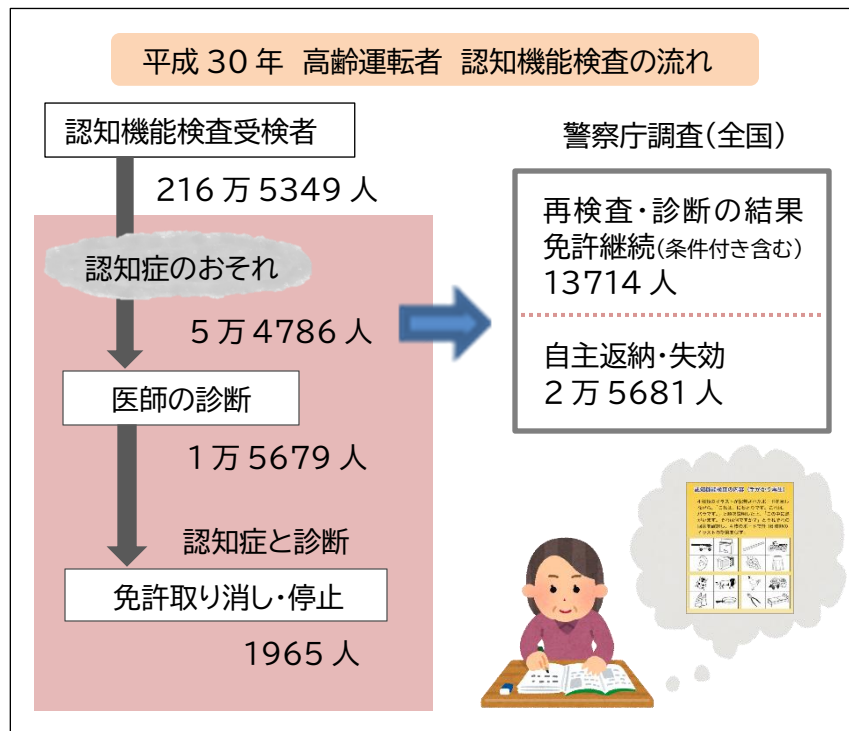 平成 30 年 高齢運転者 認知機能検査の流れ
認知機能検査受検者
216 万 5349 人
認知症のおそれ
5 万 4786 人
医師の診断
1 万 5679 人
認知症と診断
免許取り消し・停止
1965 人
警察庁調査(全国)
再検査・診断の結果
免許継続(条件付き含む)
13714 人
自主返納・失効
2 万 5681 人